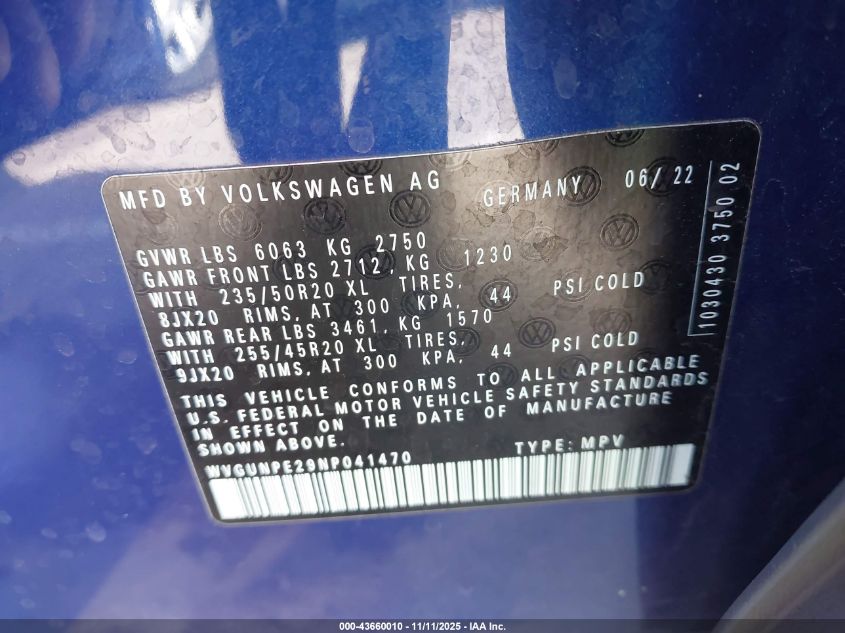 MFD BY VOLKSWAGEN AG GERMANY 06/22
GVWR LBS 6063 KG 2750
GAWR FRONT LBS 2712, KG 1230
WITH 235/50R20 XL TIRES,
8JX20 RIMS, AT 300 KPA, 44 PSI COLD
GAWR REAR LBS 3461, KG 1570
WITH 255/45R20 XL TIRES,
9JX20 RIMS, AT 300 KPA, 44 PSI COLD
THIS VEHICLE CONFORMS TO ALL APPLICABLE
U.S. FEDERAL MOTOR VEHICLE SAFETY STANDARDS
IN EFFECT ON THE DATE OF MANUFACTURE
SHOWN ABOVE.
WVGUNPE29NP041470 TYPE: MPV
1030430 3750 02
000-43660010 - 11/11/2025 - IAA Inc.